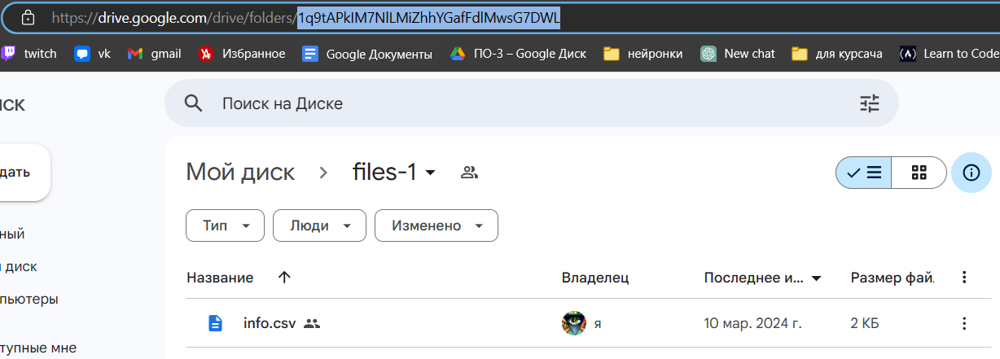 https://drive.google.com/drive/folders/1q9tAPkIM7NlLMiZhhYGafFdlMwsG7DWL
twitch vk gmail Избранное Google Документы ПО-3 – Google Диск нейронки New chat для курсача Learn to Code
иск Поиск на Диске
дать
Мой диск > files-1
Тип Люди Изменено
ный
диск
пьютеры
тупные мне
Название Владелец Последнее и... Размер фай
info.csv я 10 мар. 2024 г. 2 КБ